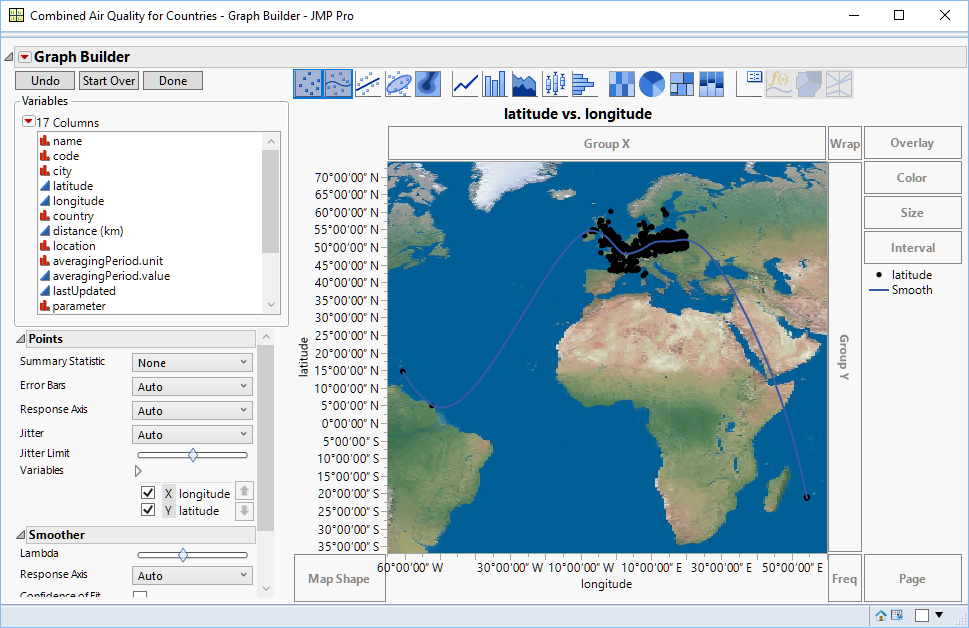 Combined Air Quality for Countries - Graph Builder - JMP Pro
Graph Builder
Undo
Start Over
Done
Variables
17 Columns
name
code
city
latitude
longitude
country
distance (km)
location
averagingPeriod.unit
averagingPeriod.value
lastUpdated
parameter
Points
Summary Statistic
None
Error Bars
Auto
Response Axis
Auto
Jitter
Auto
Jitter Limit
Variables
X longitude
Y latitude
Smoother
Lambda
Response Axis
Auto
Confidence of Fit
latitude vs. longitude
Group X
Wrap
Overlay
Color
Size
Interval
latitude
Smooth
70°00'00" N
65°00'00" N
60°00'00" N
55°00'00" N
50°00'00" N
45°00'00" N
40°00'00" N
35°00'00" N
30°00'00" N
25°00'00" N
20°00'00" N
15°00'00" N
10°00'00" N
5°00'00" N
0°00'00" N
5°00'00" S
10°00'00" S
15°00'00" S
20°00'00" S
25°00'00" S
30°00'00" S
35°00'00" S
latitude
Group Y
60°00'00" W
30°00'00" W
10°00'00" W
10°00'00" E
30°00'00" E
50°00'00" E
longitude
Map Shape
Freq
Page